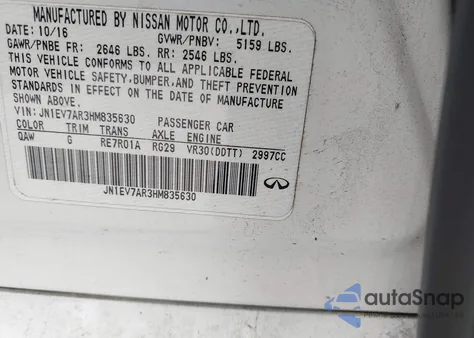 MANUFACTURED BY NISSAN MOTOR CO.,LTD.
DATE: 10/16 GVWR/PNBV: 5159 LBS.
GAWR/PNBE FR: 2646 LBS. RR: 2546 LBS.
THIS VEHICLE CONFORMS TO ALL APPLICABLE FEDERAL
MOTOR VEHICLE SAFETY, BUMPER, AND THEFT PREVENTION
STANDARDS IN EFFECT ON THE DATE OF MANUFACTURE
SHOWN ABOVE.
VIN: JN1EV7AR3HM835630 PASSENGER CAR
COLOR TRIM TRANS AXLE ENGINE
QAW G RE7R01A RG29 VR30(DDTT) 2997CC
JN1EV7AR3HM835630
autoSnap